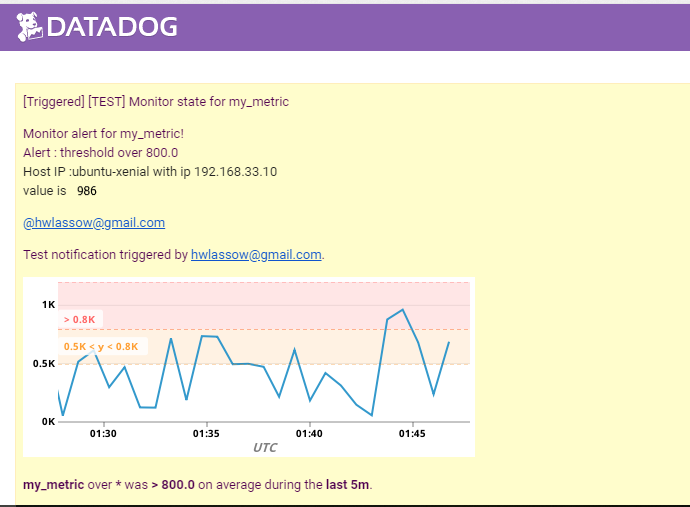 DATADOG
[Triggered] [TEST] Monitor state for my_metric
Monitor alert for my_metric!
Alert : threshold over 800.0
Host IP :ubuntu-xenial with ip 192.168.33.10
value is 986
@hwlassow@gmail.com
Test notification triggered by hwlassow@gmail.com.
1K
> 0.8K
0.5K < y < 0.8K
0.5K
0K
01:30 01:35 01:40 01:45
UTC
my_metric over * was > 800.0 on average during the last 5m.